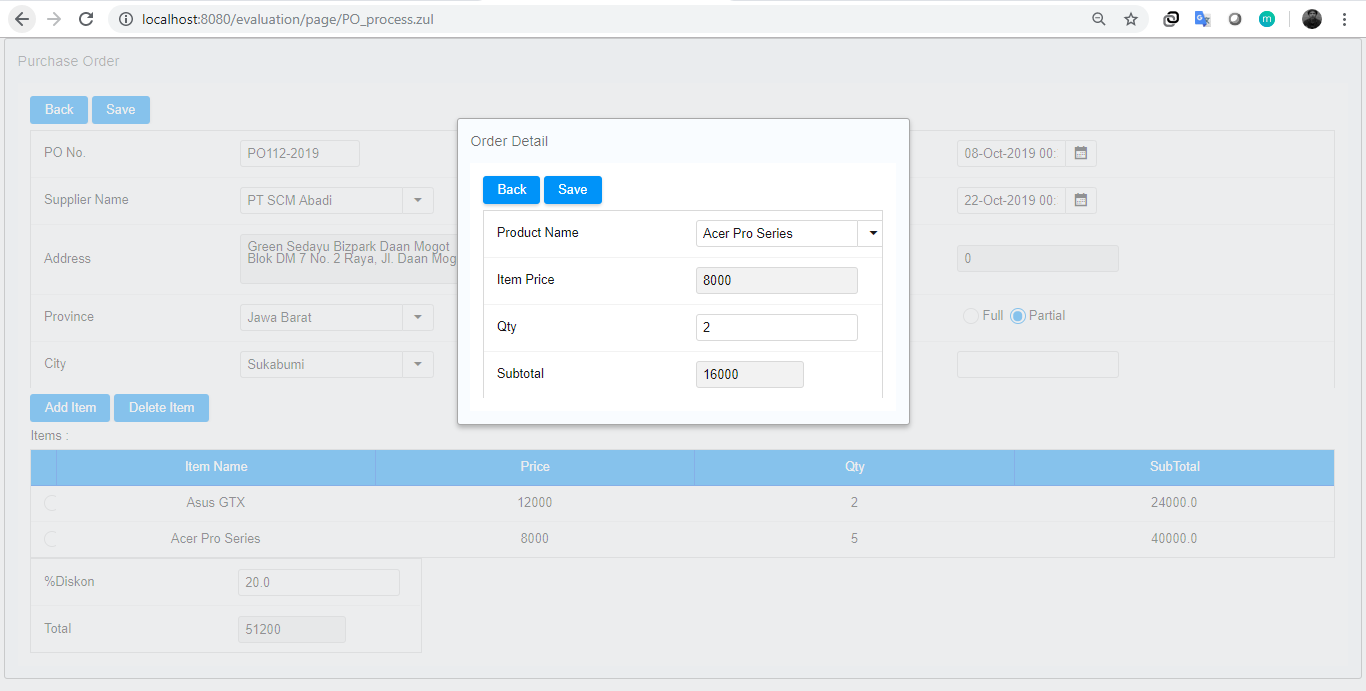 localhost:8080/evaluation/page/PO_process.zul
m
Purchase Order
Back Save
PO No. PO112-2019 08-Oct-2019 00:
Supplier Name PT SCM Abadi 22-Oct-2019 00:
Address Green Sedayu Bizpark Daan Mogot
Blok DM 7 No. 2 Raya, Jl. Daan Mog
0
Province Jawa Barat Full Partial
City Sukabumi
Order Detail
Back Save
Product Name Acer Pro Series
Item Price 8000
Qty 2
Subtotal 16000
Add Item Delete Item
Items :
Item Name Price Qty SubTotal
Asus GTX 12000 2 24000.0
Acer Pro Series 8000 5 40000.0
%Diskon 20.0
Total 51200